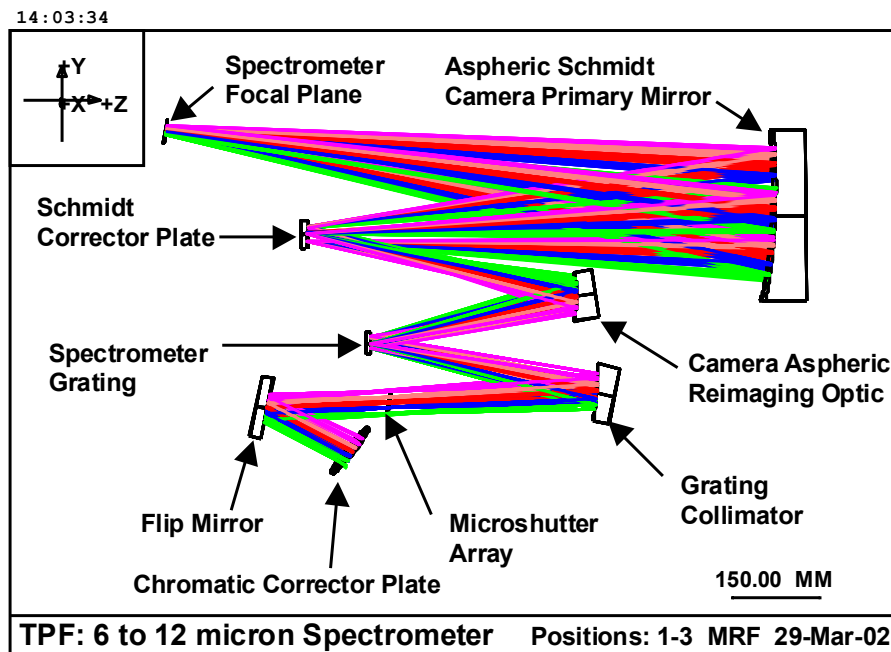 14:03:34
+Y
+X
+Z
Spectrometer
Focal Plane
Aspheric Schmidt
Camera Primary Mirror
Schmidt
Corrector Plate
Spectrometer
Grating
Camera Aspheric
Reimaging Optic
Grating
Collimator
Flip Mirror
Microshutter
Array
Chromatic Corrector Plate
150.00 MM
TPF: 6 to 12 micron Spectrometer Positions: 1-3 MRF 29-Mar-02